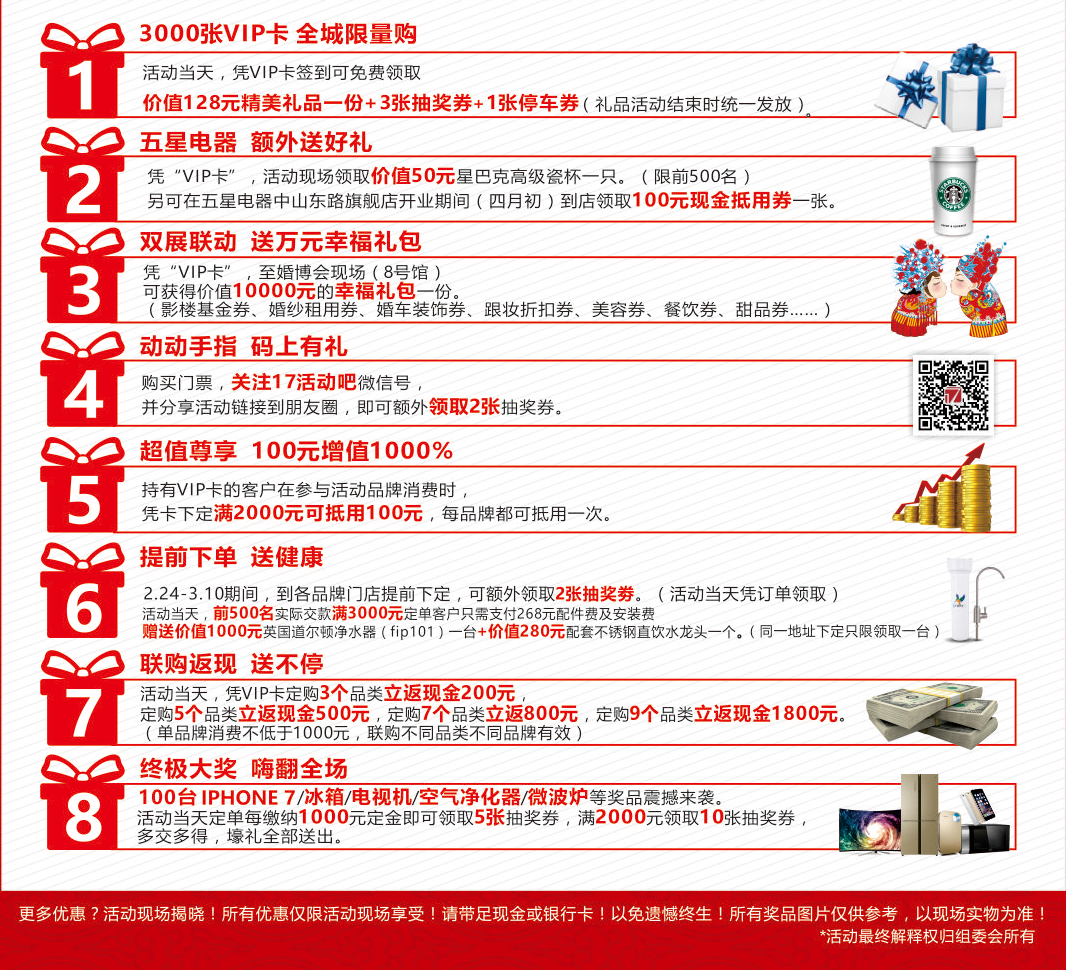 3000张VIP卡 全城限量购
1
活动当天，凭VIP卡签到可免费领取
价值128元精美礼品一份+3张抽奖券+1张停车券（礼品活动结束时统一发放）。
五星电器 额外送好礼
2
凭“VIP卡”，活动现场领取价值50元星巴克高级瓷杯一只。（限前500名）
另可在五星电器中山东路旗舰店开业期间（四月初）到店领取100元现金抵用券一张。
STARBUCKS COFFEE
双展联动 送万元幸福礼包
3
凭“VIP卡”，至婚博会现场（8号馆）
可获得价值10000元的幸福礼包一份。
（影楼基金券、婚纱租用券、婚车装饰券、跟妆折扣券、美容券、餐饮券、甜品券......）
动动手指 码上有礼
4
购买门票，关注17活动吧微信号，
并分享活动链接到朋友圈，即可额外领取2张抽奖券。
17
超值尊享 100元增值1000%
5
持有VIP卡的客户在参与活动品牌消费时，
凭卡下定满2000元可抵用100元，每品牌都可抵用一次。
提前下单 送健康
6
2.24-3.10期间，到各品牌门店提前下定，可额外领取2张抽奖券。（活动当天凭订单领取）
活动当天，前500名实际交款满3000元定单客户只需支付268元配件费及安装费
赠送价值1000元英国道尔顿净水器（fip101）一台+价值280元配套不锈钢直饮水龙头一个。（同一地址下定只限领取一台）
联购返现 送不停
7
活动当天，凭VIP卡定购3个品类立返现金200元，
定购5个品类立返现金500元，定购7个品类立返800元，定购9个品类立返现金1800元。
（单品牌消费不低于1000元，联购不同品类不同品牌有效）
终极大奖 嗨翻全场
8
100台IPHONE 7/冰箱/电视机/空气净化器/微波炉等奖品震撼来袭。
活动当天定单每缴纳1000元定金即可领取5张抽奖券，满2000元领取10张抽奖券，
多交多得，壕礼全部送出。
更多优惠？活动现场揭晓！所有优惠仅限活动现场享受！请带足现金或银行卡！以免遗憾终生！所有奖品图片仅供参考，以现场实物为准！
*活动最终解释权归组委会所有